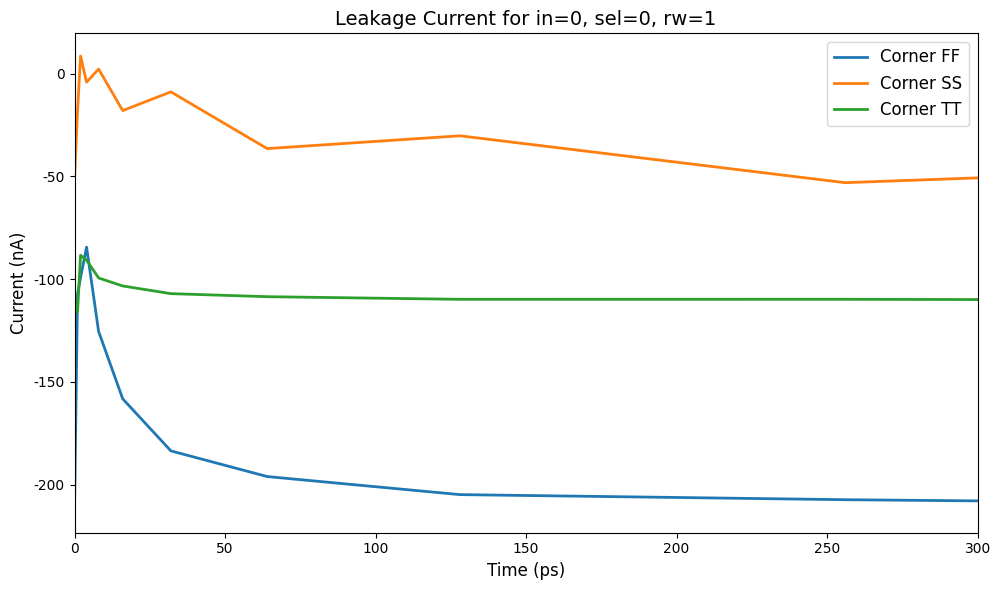 Leakage Current for in=0, sel=0, rw=1
Corner FF
Corner SS
Corner TT
Current (nA)
0
-50
-100
-150
-200
0
50
100
150
200
250
300
Time (ps)